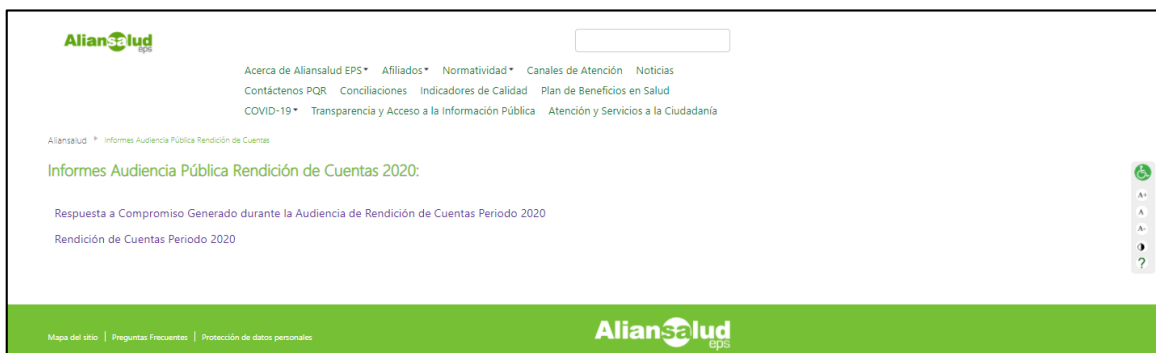 Aliansalud
eps
Acerca de Aliansalud EPS Afiliados Normatividad Canales de Atención Noticias
Contáctenos PQR Conciliaciones Indicadores de Calidad Plan de Beneficios en Salud
COVID-19 Transparencia y Acceso a la Información Pública Atención y Servicios a la Ciudadanía
Aliansalud Informes Audiencia Pública Rendición de Cuentas
Informes Audiencia Pública Rendición de Cuentas 2020:
Respuesta a Compromiso Generado durante la Audiencia de Rendición de Cuentas Periodo 2020
Rendición de Cuentas Periodo 2020
A+
A
A-
?
Mapa del sitio | Preguntas Frecuentes | Protección de datos personales
Aliansalud
eps